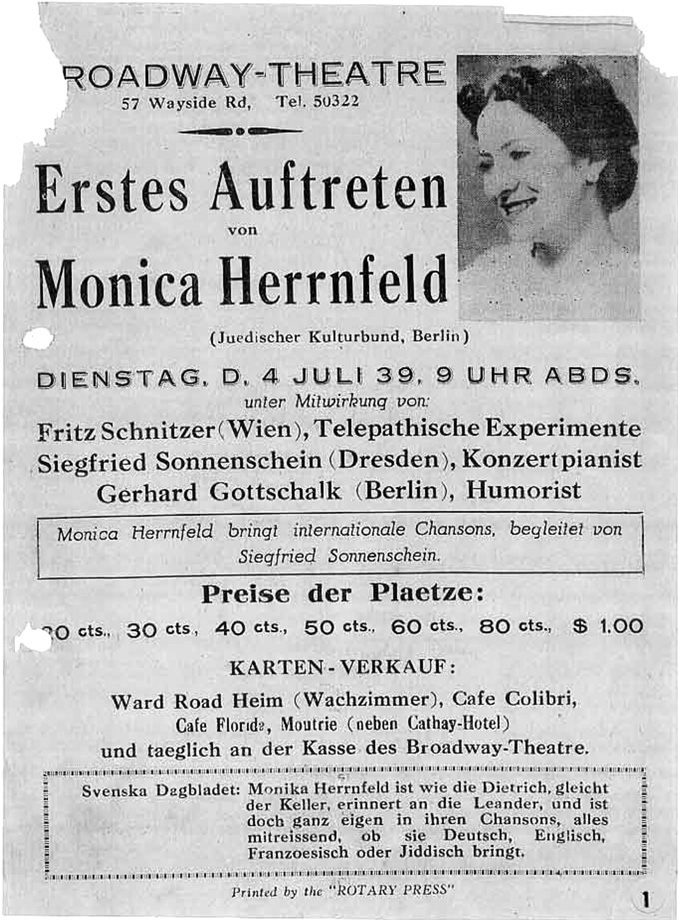 ROADWAY-THEATRE
57 Wayside Rd, Tel. 50322
Erstes Auftreten
von
Monica Herrnfeld
(Juedischer Kulturbund, Berlin)
DIENSTAG, D. 4 JULI 39, 9 UHR ABDS.
unter Mitwirkung von:
Fritz Schnitzer (Wien), Telepathische Experimente
Siegfried Sonnenschein (Dresden), Konzertpianist
Gerhard Gottschalk (Berlin), Humorist
Monica Herrnfeld bringt internationale Chansons, begleitet von
Siegfried Sonnenschein.
Preise der Plaetze:
20 cts., 30 cts, 40 cts., 50 cts., 60 cts., 80 cts., $ 1.00
KARTEN-VERKAUF:
Ward Road Heim (Wachzimmer), Cafe Colibri,
Cafe Florida, Moutrie (neben Cathay-Hotel)
und taeglich an der Kasse des Broadway-Theatre.
Svenska Dagbladet: Monika Herrnfeld ist wie die Dietrich, gleicht
der Keller, erinnert an die Leander, und ist
doch ganz eigen in ihren Chansons, alles
mitreissend, ob sie Deutsch, Englisch,
Franzoesisch oder Jiddisch bringt.
Printed by the "ROTARY PRESS"
1